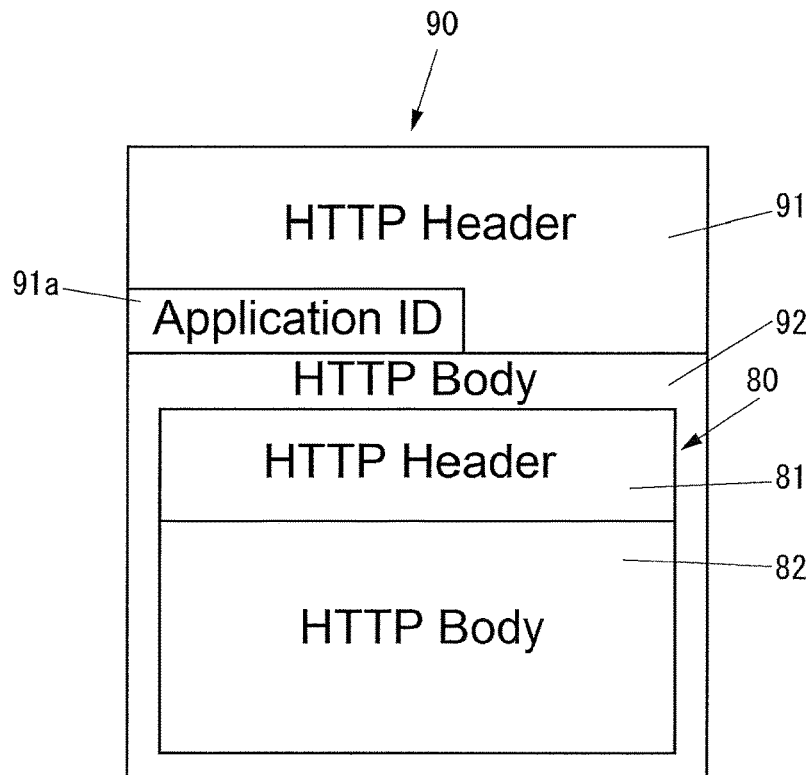 90
HTTP Header
91
91a
Application ID
92
HTTP Body
80
HTTP Header
81
82
HTTP Body